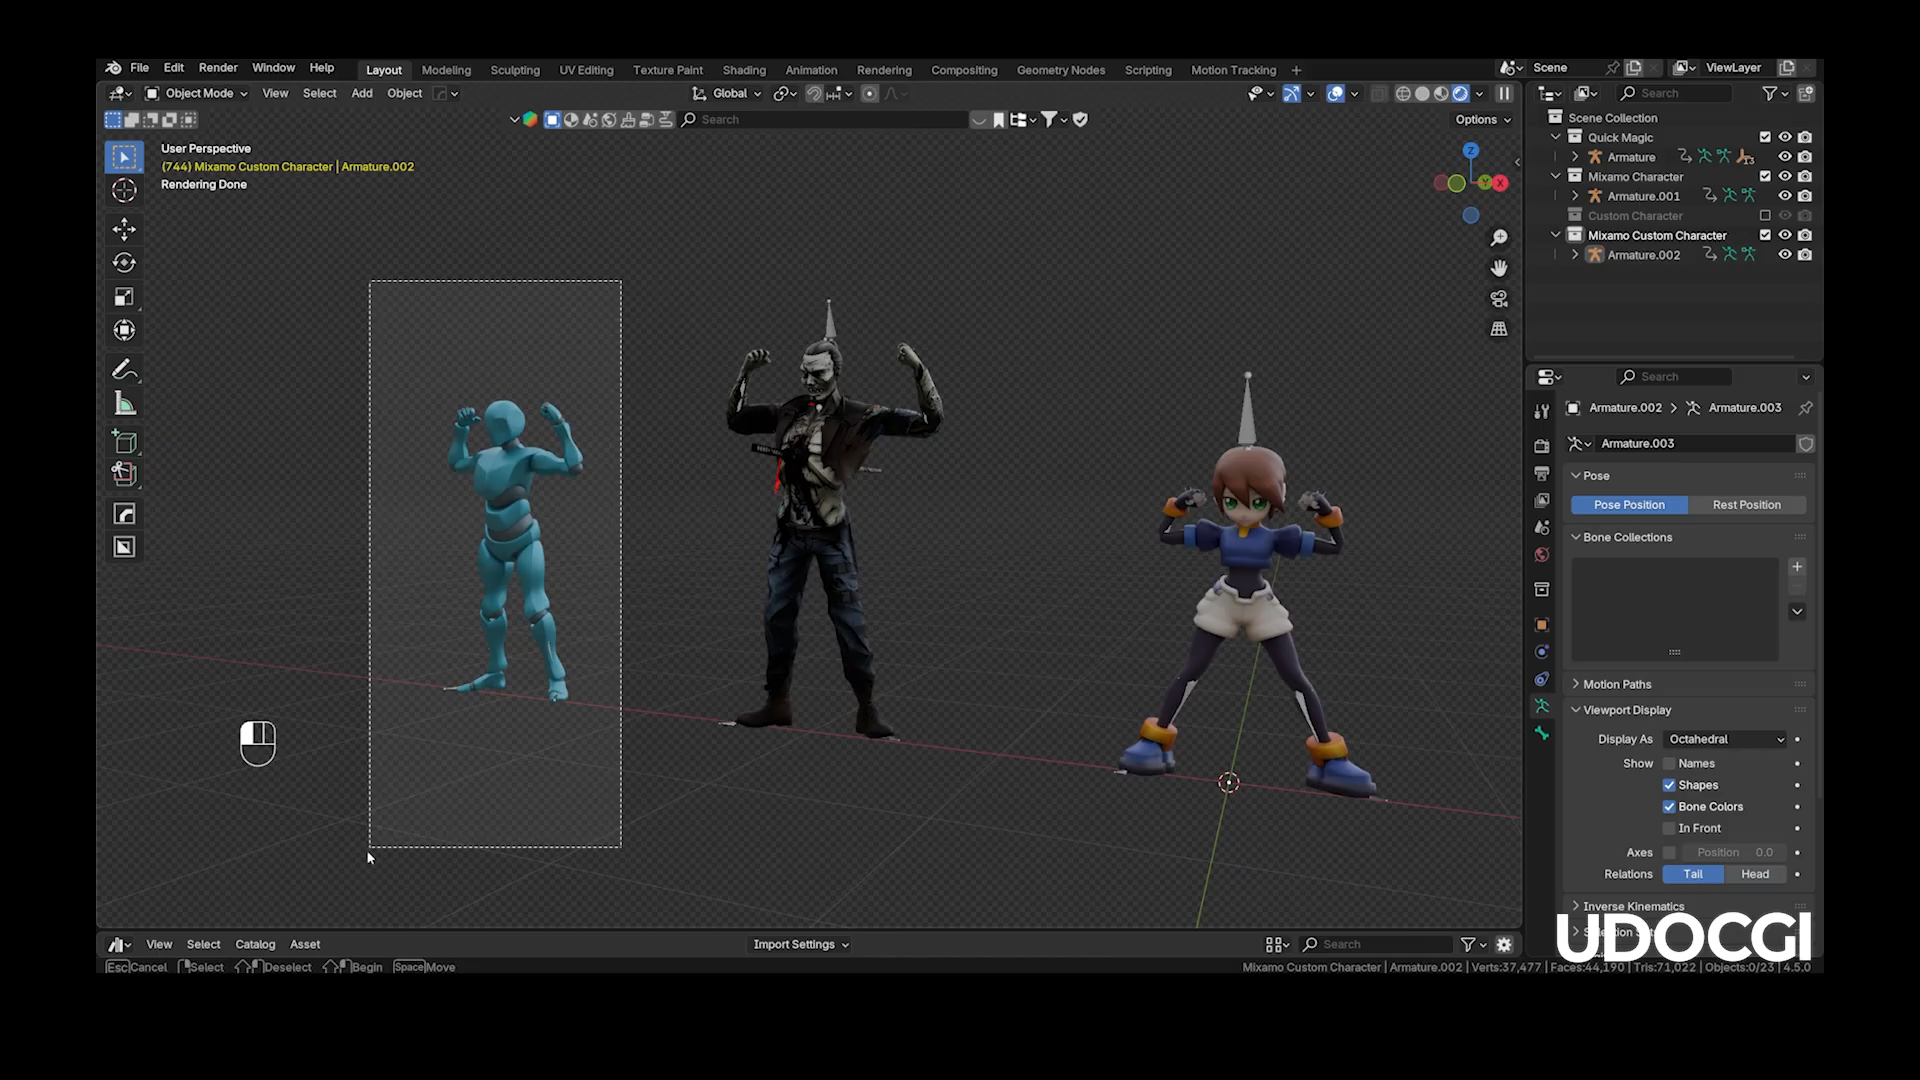 File Edit Render Window Help
Layout Modeling Sculpting UV Editing Texture Paint Shading Animation Rendering Compositing Geometry Nodes Scripting Motion Tracking +
Scene ViewLayer
Object Mode View Select Add Object
Global
Search
Search
Options
User Perspective
(744) Mixamo Custom Character | Armature.002
Rendering Done
Z
Y X
Scene Collection
Quick Magic
Armature 13
Mixamo Character
Armature.001
Custom Character
Mixamo Custom Character
Armature.002
Search
Armature.002 > Armature.003
Armature.003
Pose
Pose Position Rest Position
Bone Collections
Motion Paths
Viewport Display
Display As Octahedral
Show Names
Shapes
Bone Colors
In Front
Axes Position 0.0
Relations Tail Head
Inverse Kinematics
UDOCGI
View Select Catalog Asset
Import Settings
Search
Esc Cancel Select Deselect Begin Space Move
Mixamo Custom Character | Armature.002 | Verts:37,477 | Faces:44,190 | Tris:71,022 | Objects:0/23 | 4.5.0